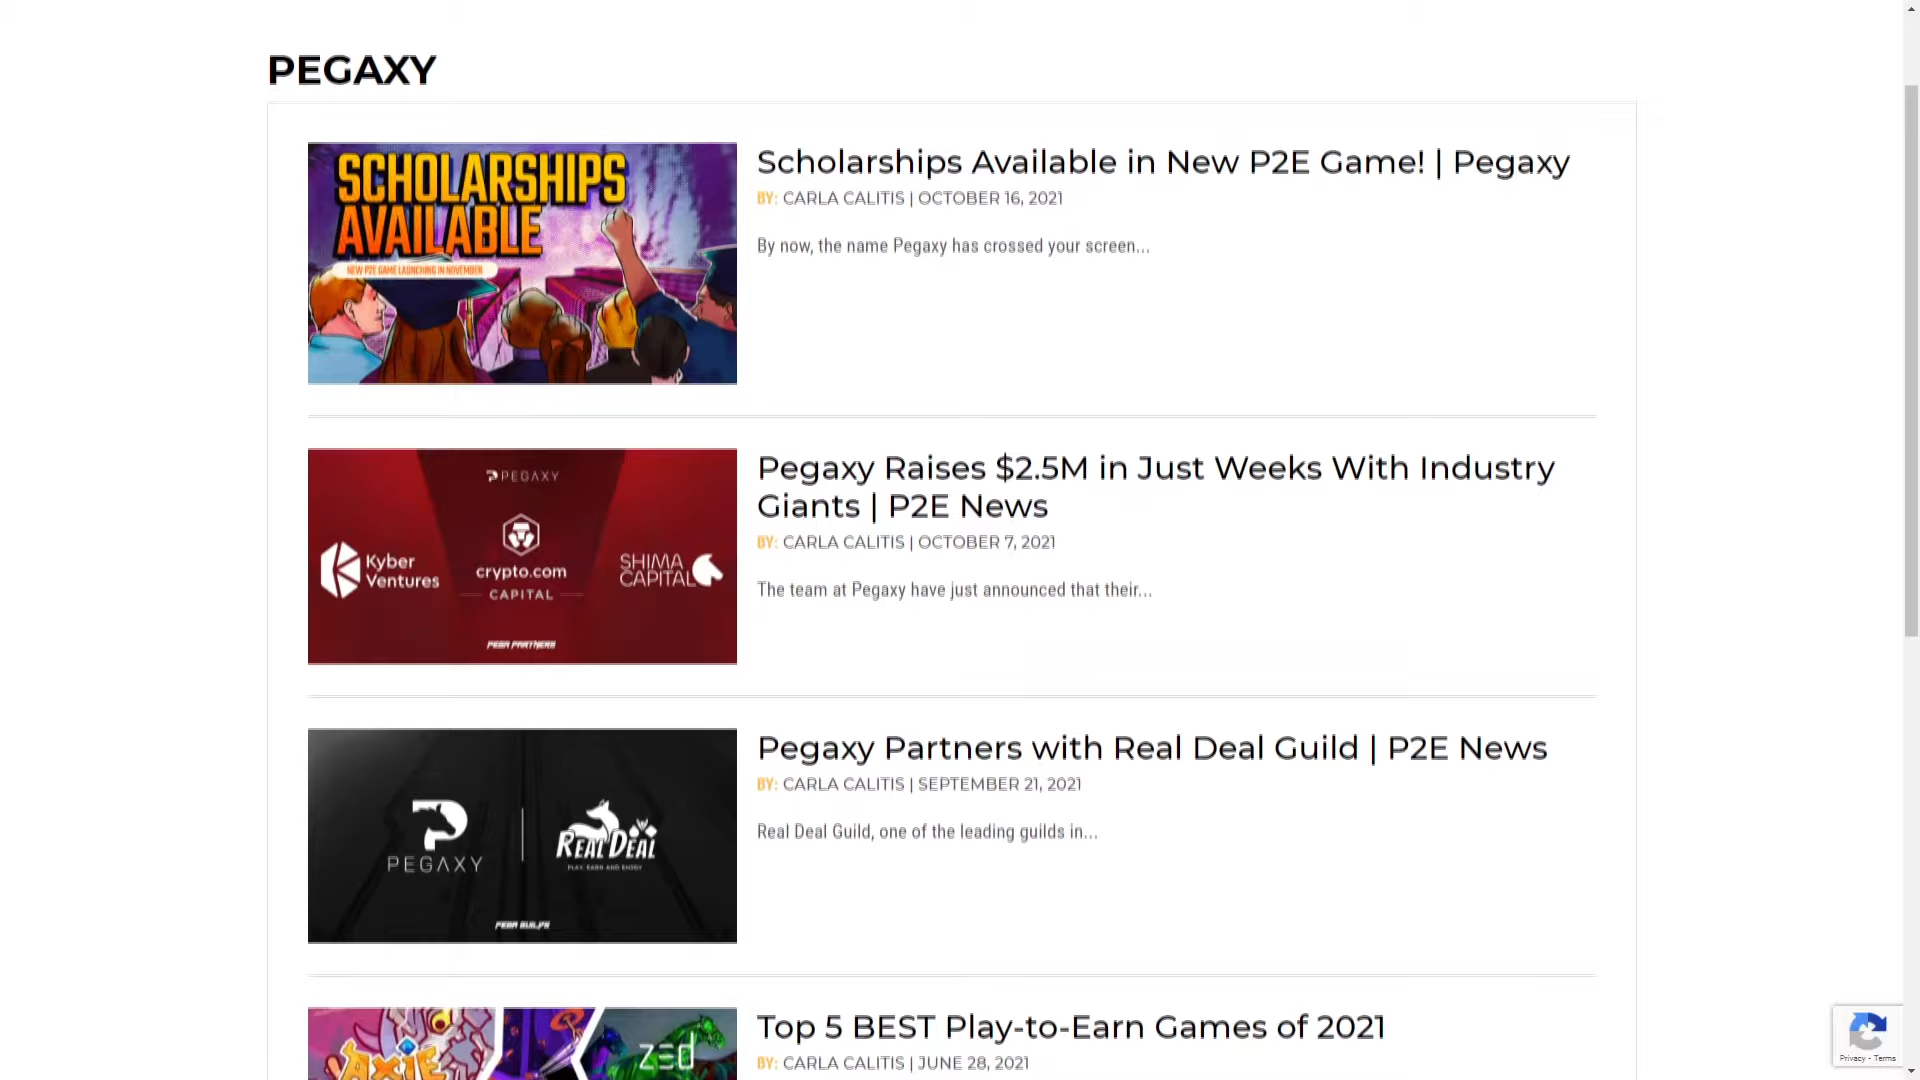 PEGAXY
SCHOLARSHIPS
AVAILABLE
NEW P2E GAME LAUNCHING IN NOVEMBER
Scholarships Available in New P2E Game! | Pegaxy
BY: CARLA CALITIS | OCTOBER 16, 2021
By now, the name Pegaxy has crossed your screen...
PEGAXY
Kyber
Ventures
crypto.com
CAPITAL
SHIMA
CAPITAL
PEGA PARTNERS
Pegaxy Raises $2.5M in Just Weeks With Industry
Giants | P2E News
BY: CARLA CALITIS | OCTOBER 7, 2021
The team at Pegaxy have just announced that their...
PEGAXY
REAL DEAL
PLAY, EARN AND ENJOY
PEGA GUILDS
Pegaxy Partners with Real Deal Guild | P2E News
BY: CARLA CALITIS | SEPTEMBER 21, 2021
Real Deal Guild, one of the leading guilds in...
AXIE
zed
Top 5 BEST Play-to-Earn Games of 2021
BY: CARLA CALITIS | JUNE 28, 2021
Privacy - Terms